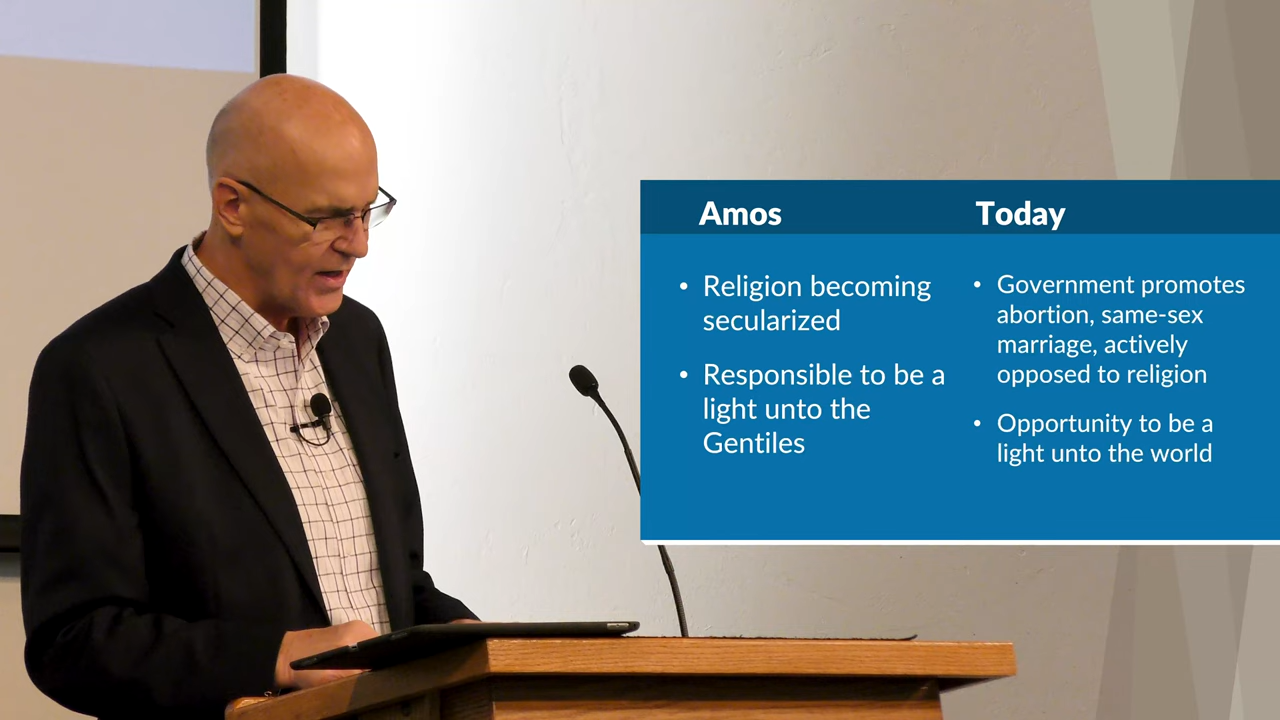 Amos
Today
• Religion becoming
secularized
• Responsible to be a
light unto the
Gentiles
• Government promotes
abortion, same-sex
marriage, actively
opposed to religion
• Opportunity to be a
light unto the world